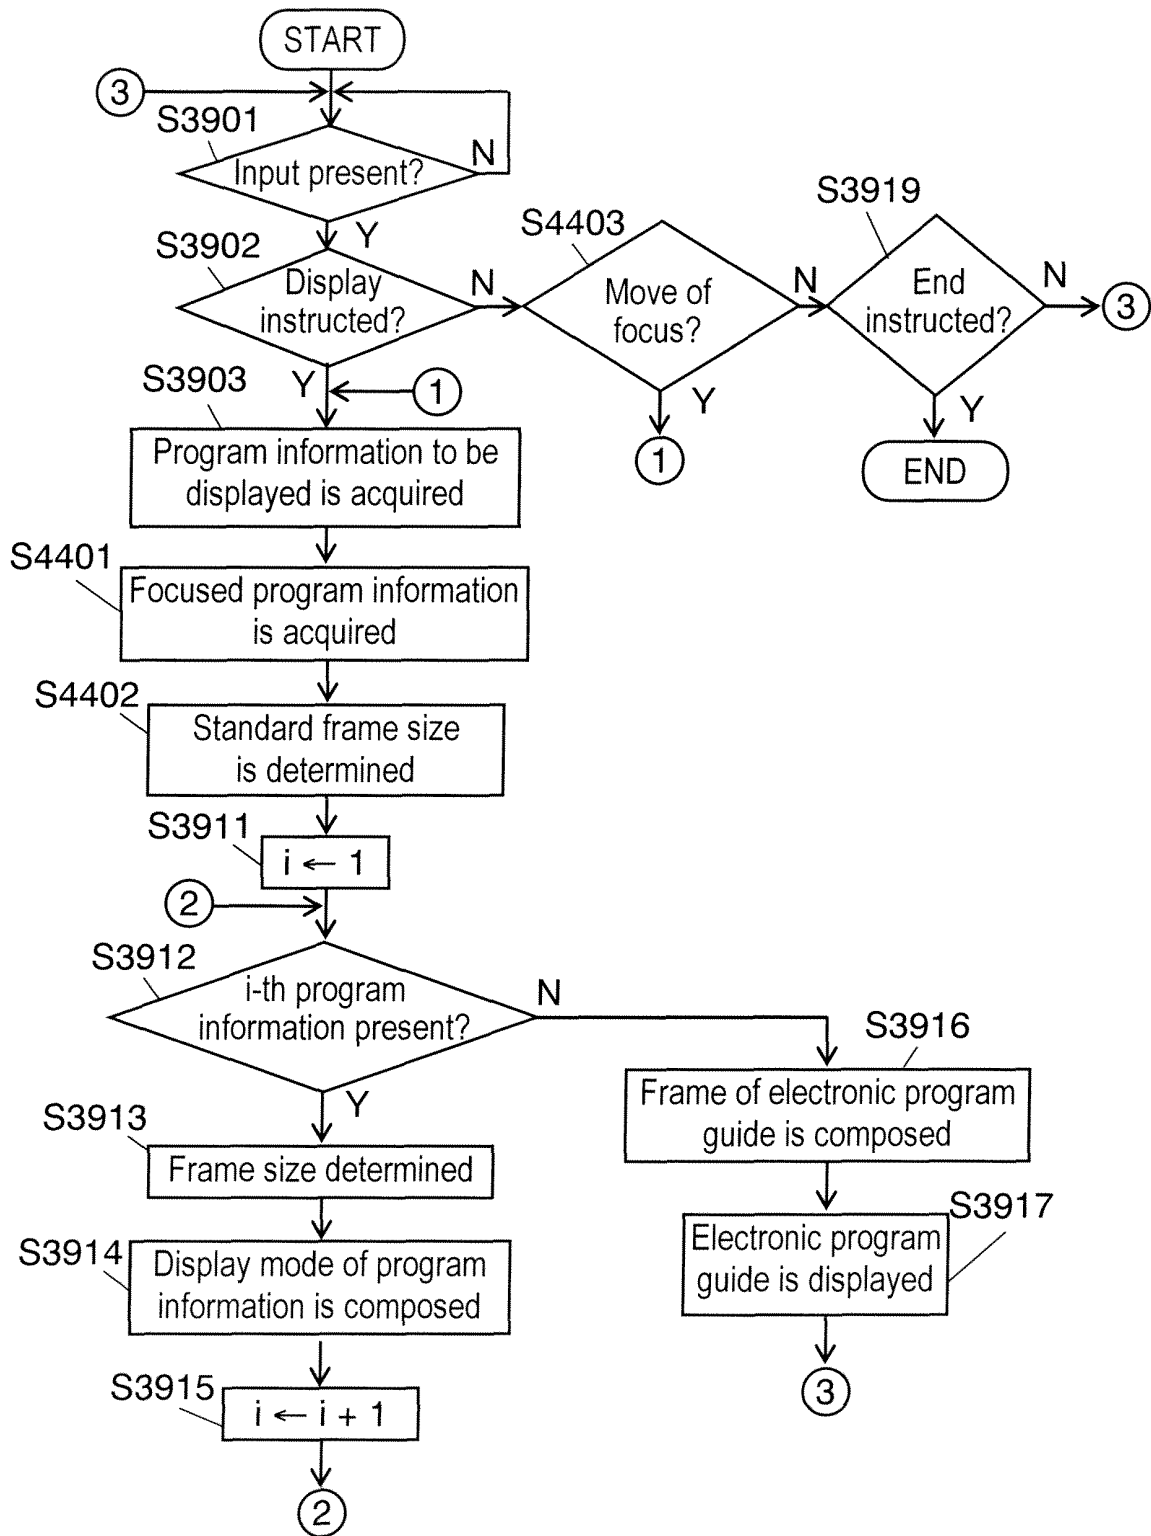 START
3
S3901
Input present?
N
Y
S3902
Display
instructed?
N
Y
S4403
Move of
focus?
N
Y
1
S3919
End
instructed?
N
3
Y
END
1
S3903
Program information to be
displayed is acquired
S4401
Focused program information
is acquired
S4402
Standard frame size
is determined
S3911
i ← 1
2
S3912
i-th program
information present?
N
Y
S3913
Frame size determined
S3914
Display mode of program
information is composed
S3915
i ← i + 1
2
S3916
Frame of electronic program
guide is composed
S3917
Electronic program
guide is displayed
3